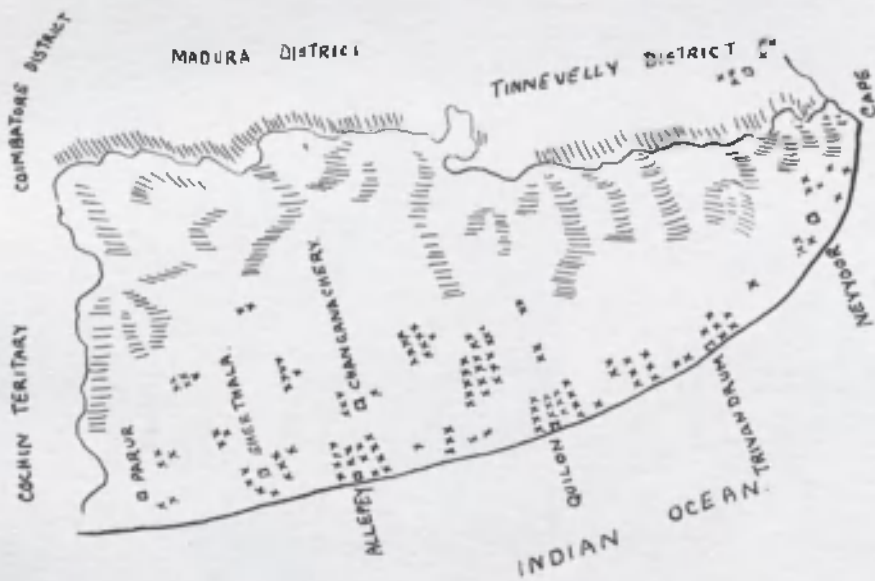 COIMBATORE DISTRICT
MADURA DISTRICT
TINNEVELLY DISTRICT
CAPE
COCHIN TERITARY
PARUR
SHERTHALA.
CHANGANACHERY.
ALLEPEY
QUILON
TRIVANDRUM
NEYYOOR
INDIAN OCEAN.